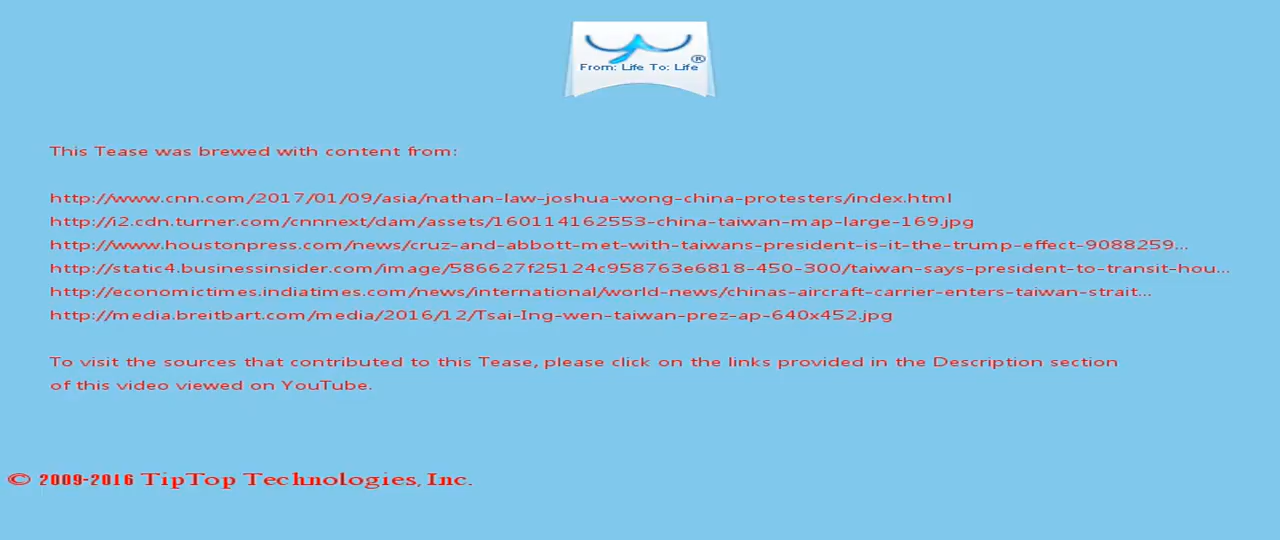 From: Life To: Life®
This Tease was brewed with content from:
http://www.cnn.com/2017/01/09/asia/nathan-law-joshua-wong-china-protesters/index.html
http://i2.cdn.turner.com/cnnnext/dam/assets/160114162553-china-taiwan-map-large-169.jpg
http://www.houstonpress.com/news/cruz-and-abbott-met-with-taiwans-president-is-it-the-trump-effect-9088259...
http://static4.businessinsider.com/image/586627f25124c958763e6818-450-300/taiwan-says-president-to-transit-hou...
http://economictimes.indiatimes.com/news/international/world-news/chinas-aircraft-carrier-enters-taiwan-strait...
http://media.breitbart.com/media/2016/12/Tsai-Ing-wen-taiwan-prez-ap-640x452.jpg
To visit the sources that contributed to this Tease, please click on the links provided in the Description section
of this video viewed on YouTube.
© 2009-2016 TipTop Technologies, Inc.